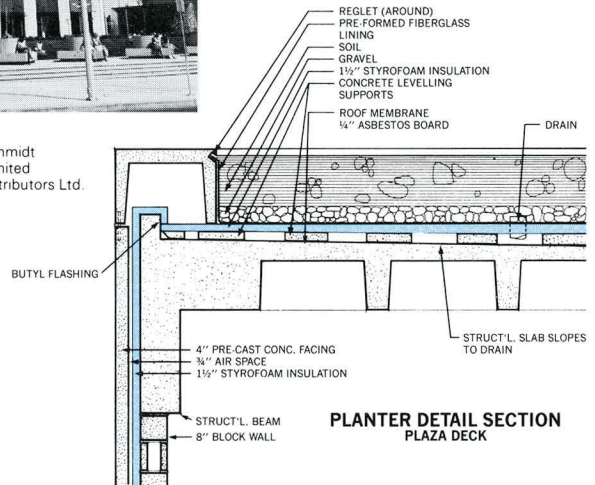 REGLET (AROUND)
PRE-FORMED FIBERGLASS
LINING
SOIL
GRAVEL
1½" STYROFOAM INSULATION
CONCRETE LEVELLING
SUPPORTS
ROOF MEMBRANE
¼" ASBESTOS BOARD
DRAIN
hmidt
nited
tributors Ltd.
BUTYL FLASHING
STRUCT'L. SLAB SLOPES
TO DRAIN
4" PRE-CAST CONC. FACING
¾" AIR SPACE
1½" STYROFOAM INSULATION
STRUCT'L. BEAM
8" BLOCK WALL
PLANTER DETAIL SECTION
PLAZA DECK